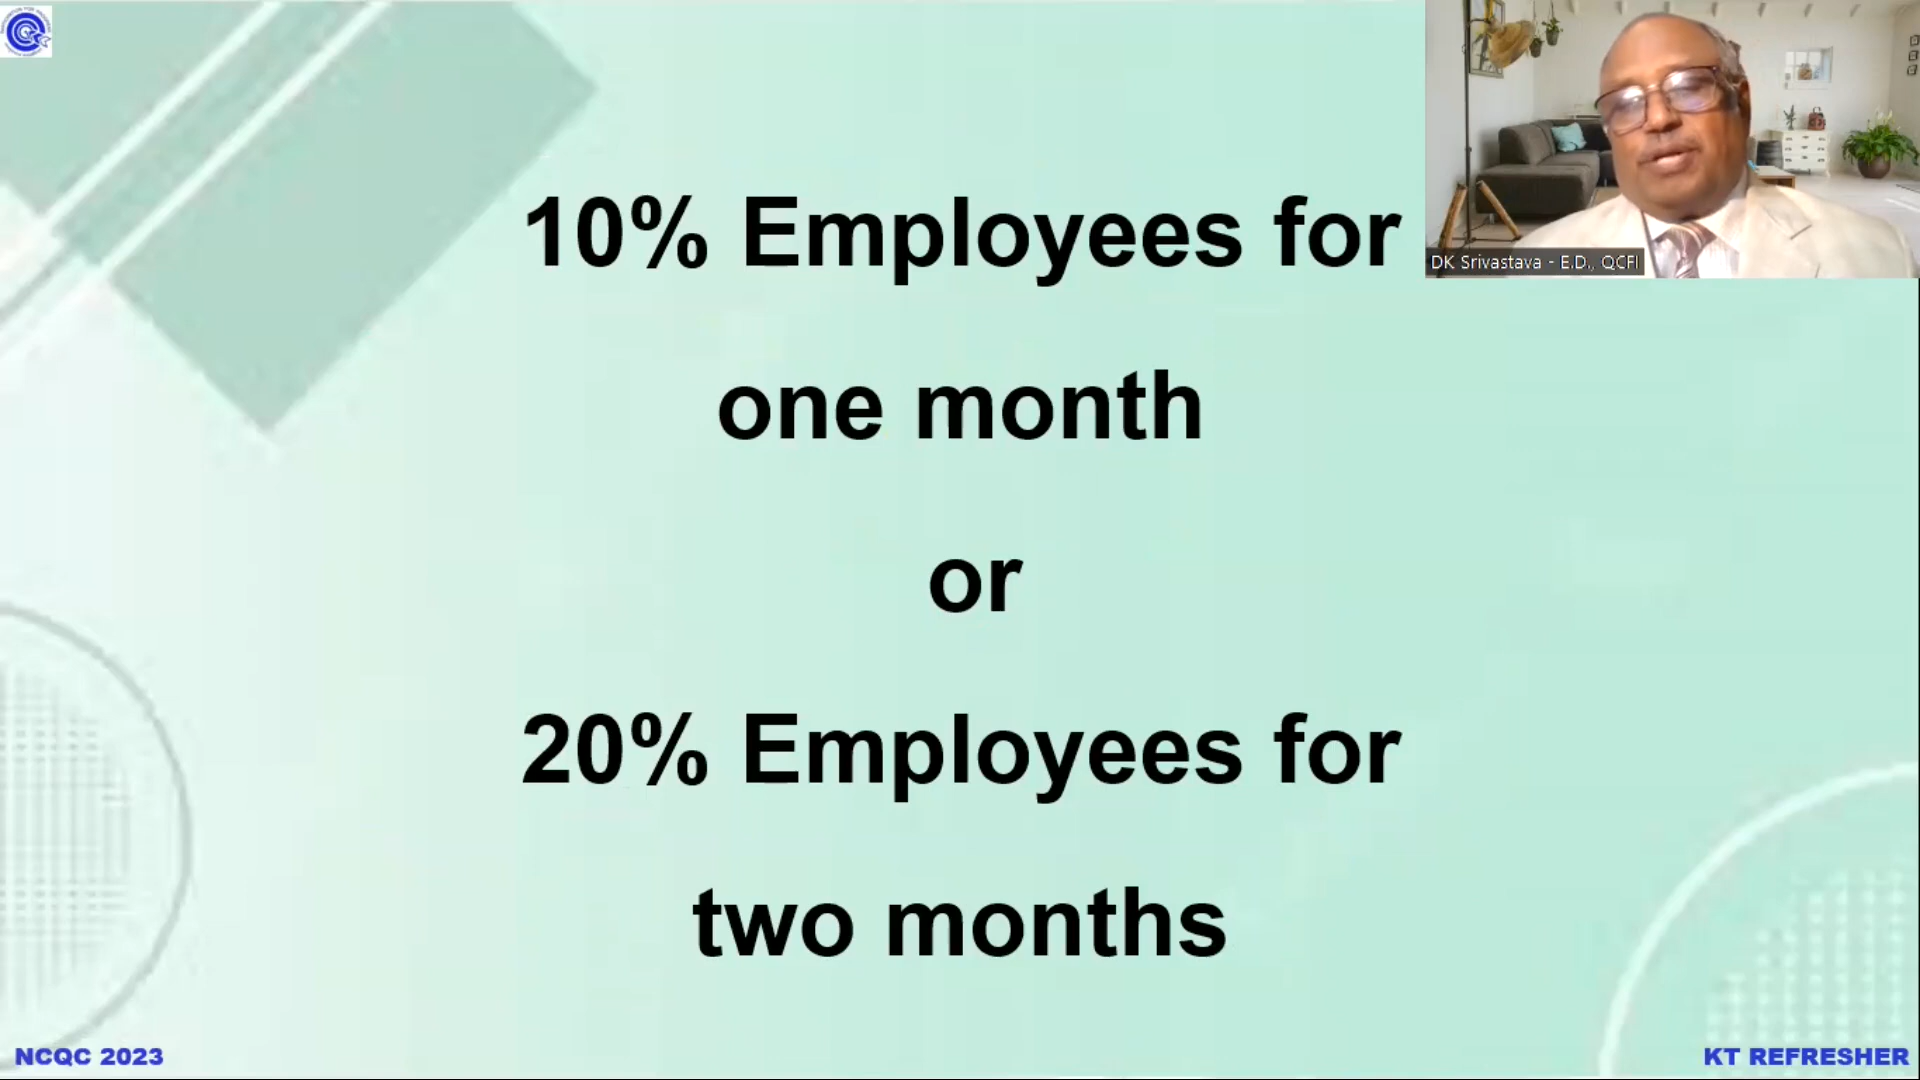 10% Employees for
one month
or
20% Employees for
two months
DK Srivastava - E.D., QCFI
NCQC 2023
KT REFRESHER